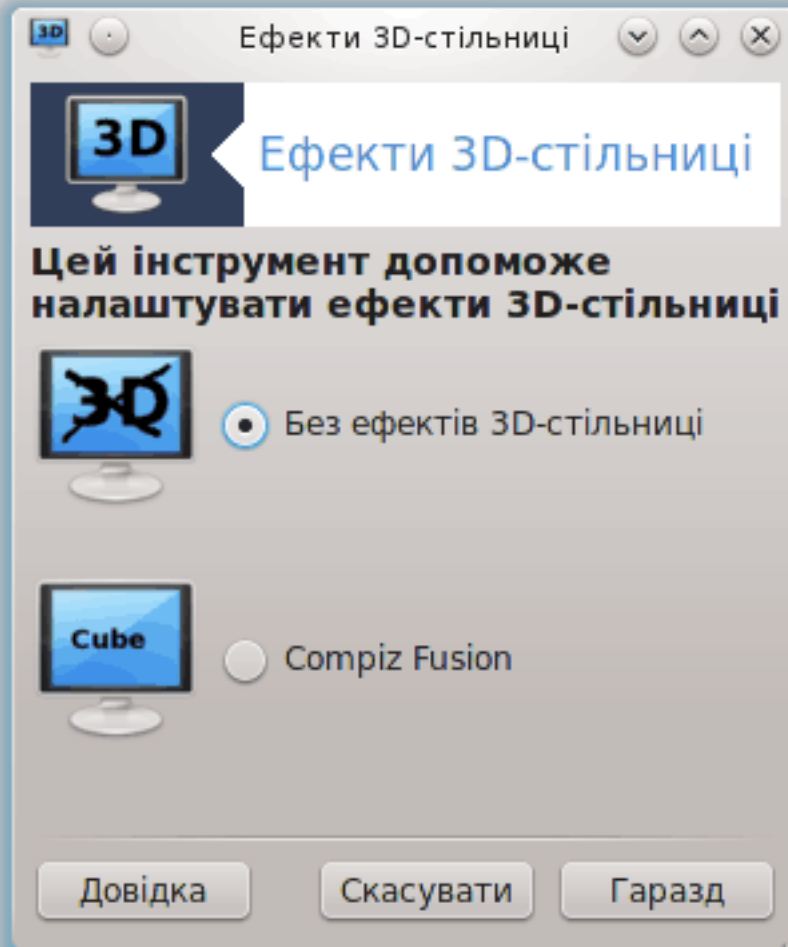 3D
Ефекти 3D-стільниці
3D
Ефекти 3D-стільниці
Цей інструмент допоможе
налаштувати ефекти 3D-стільниці
3D
Без ефектів 3D-стільниці
Cube
Compiz Fusion
Довідка
Скасувати
Гаразд